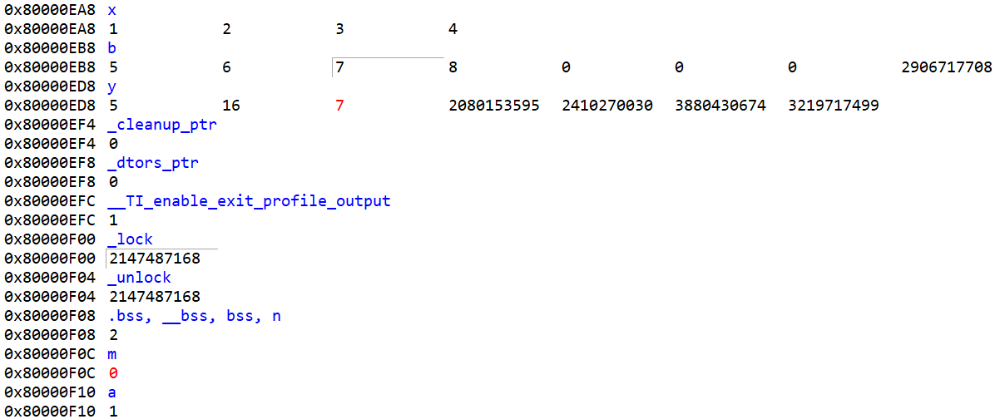 0x80000EA8 x
0x80000EA8 1 2 3 4
0x80000EB8 b
0x80000EB8 5 6 7 8 0 0 0 2906717708
0x80000ED8 y
0x80000ED8 5 16 7 2080153595 2410270030 3880430674 3219717499
0x80000EF4 _cleanup_ptr
0x80000EF4 0
0x80000EF8 _dtors_ptr
0x80000EF8 0
0x80000EFC __TI_enable_exit_profile_output
0x80000EFC 1
0x80000F00 _lock
0x80000F00 2147487168
0x80000F04 _unlock
0x80000F04 2147487168
0x80000F08 .bss, __bss, bss, n
0x80000F08 2
0x80000F0C m
0x80000F0C 0
0x80000F10 a
0x80000F10 1